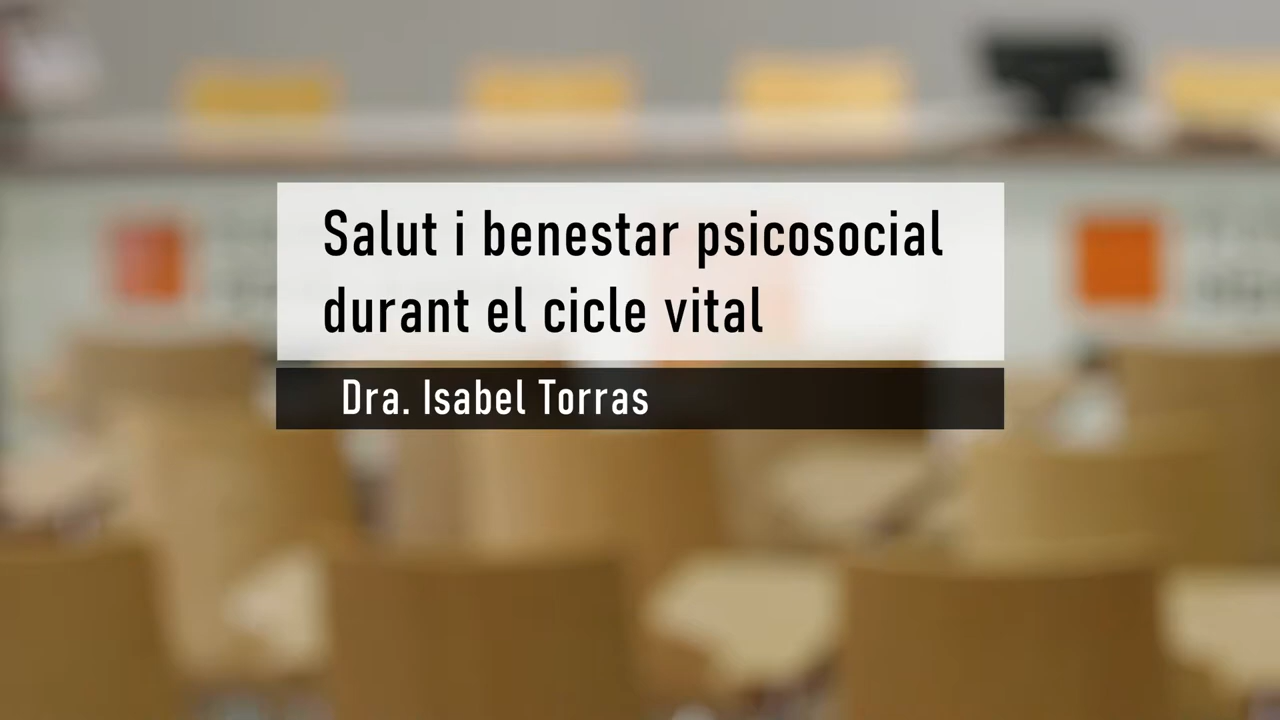 Salut i benestar psicosocial
durant el cicle vital
Dra. Isabel Torras